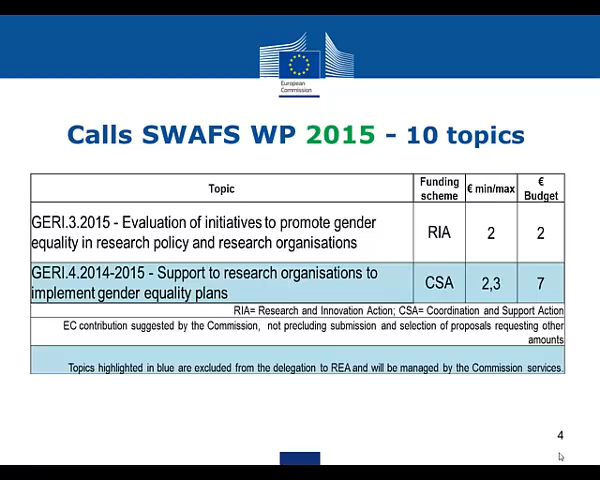 European
Commission
Calls SWAFS WP 2015 - 10 topics
Topic
Funding
scheme
€ min/max
€
Budget
GERI.3.2015 - Evaluation of initiatives to promote gender
equality in research policy and research organisations
RIA
2
2
GERI.4.2014-2015 - Support to research organisations to
implement gender equality plans
CSA
2,3
7
RIA= Research and Innovation Action; CSA= Coordination and Support Action
EC contribution suggested by the Commission, not precluding submission and selection of proposals requesting other
amounts
Topics highlighted in blue are excluded from the delegation to REA and will be managed by the Commission services.
4